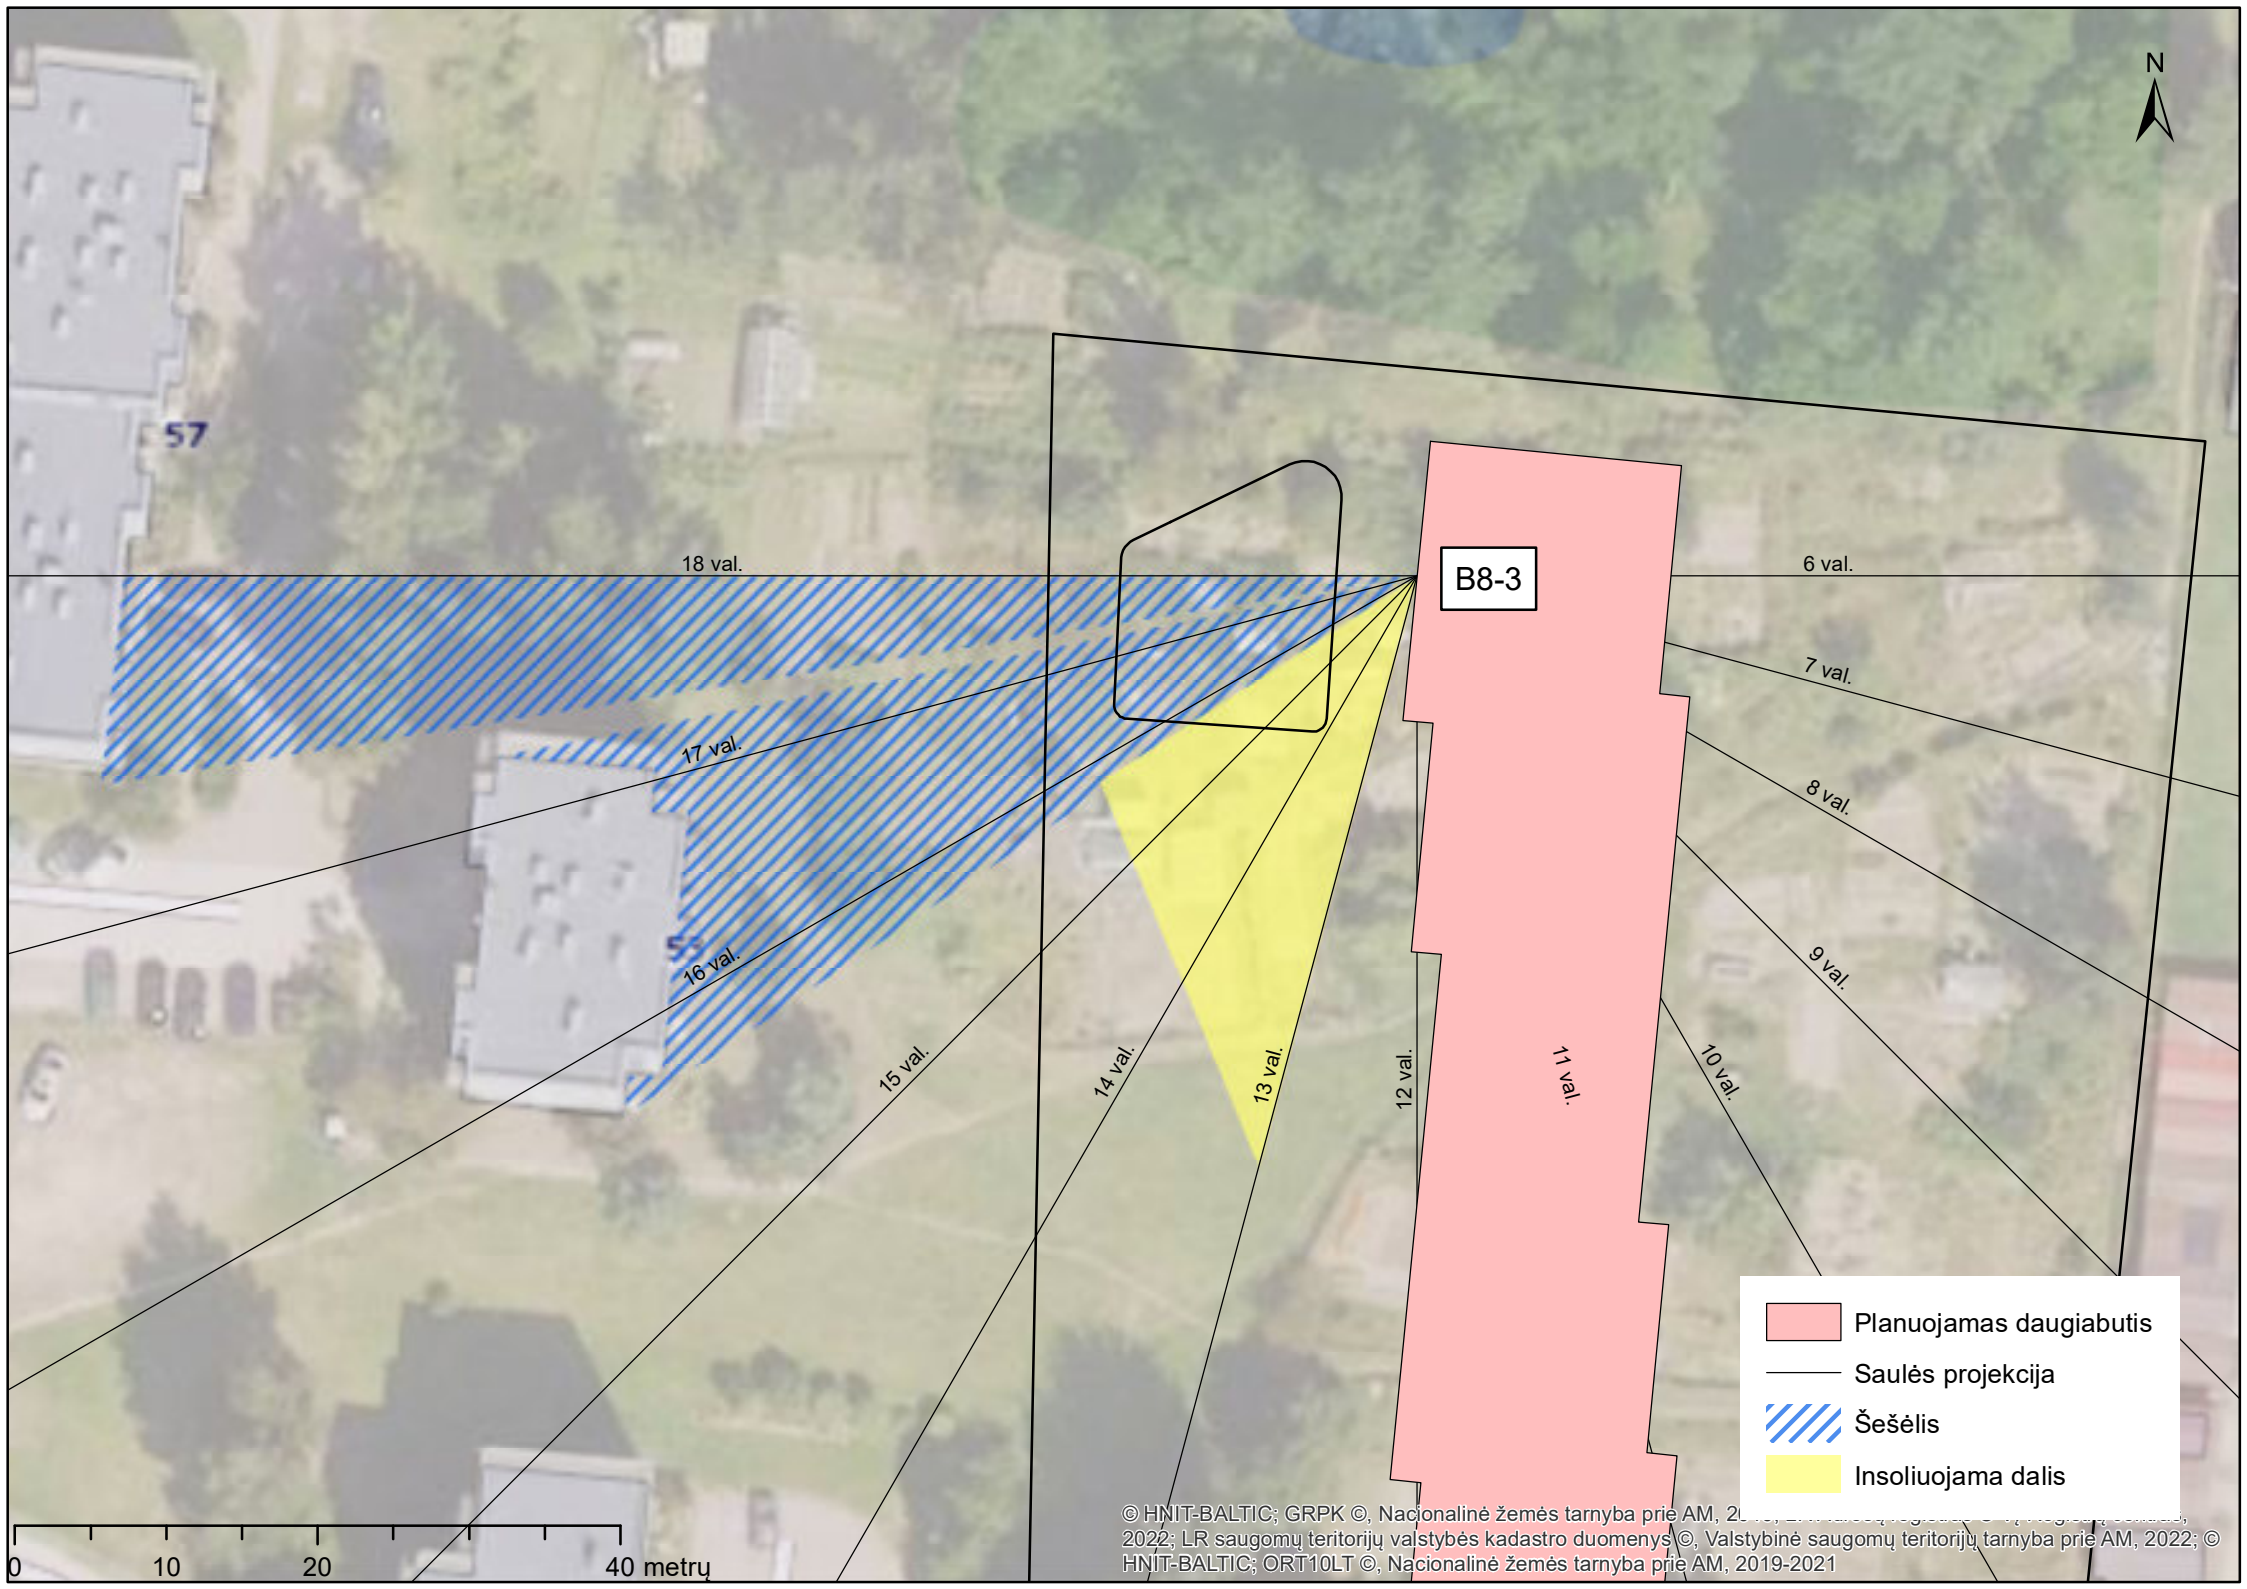 N
57
18 val.
B8-3
6 val.
7 val.
17 val.
8 val.
16 val.
9 val.
15 val.
14 val.
13 val.
12 val.
11 val.
10 val.
Planuojamas daugiabutis
Saulės projekcija
Šešėlis
Insoliuojama dalis
0 10 20 40 metrų
© HNIT-BALTIC; GRPK ©, Nacionalinė žemės tarnyba prie AM,
2022; LR saugomų teritorijų valstybės kadastro duomenys ©, Valstybinė saugomų teritorijų tarnyba prie AM, 2022; ©
HNIT-BALTIC; ORT10LT ©, Nacionalinė žemės tarnyba prie AM, 2019-2021